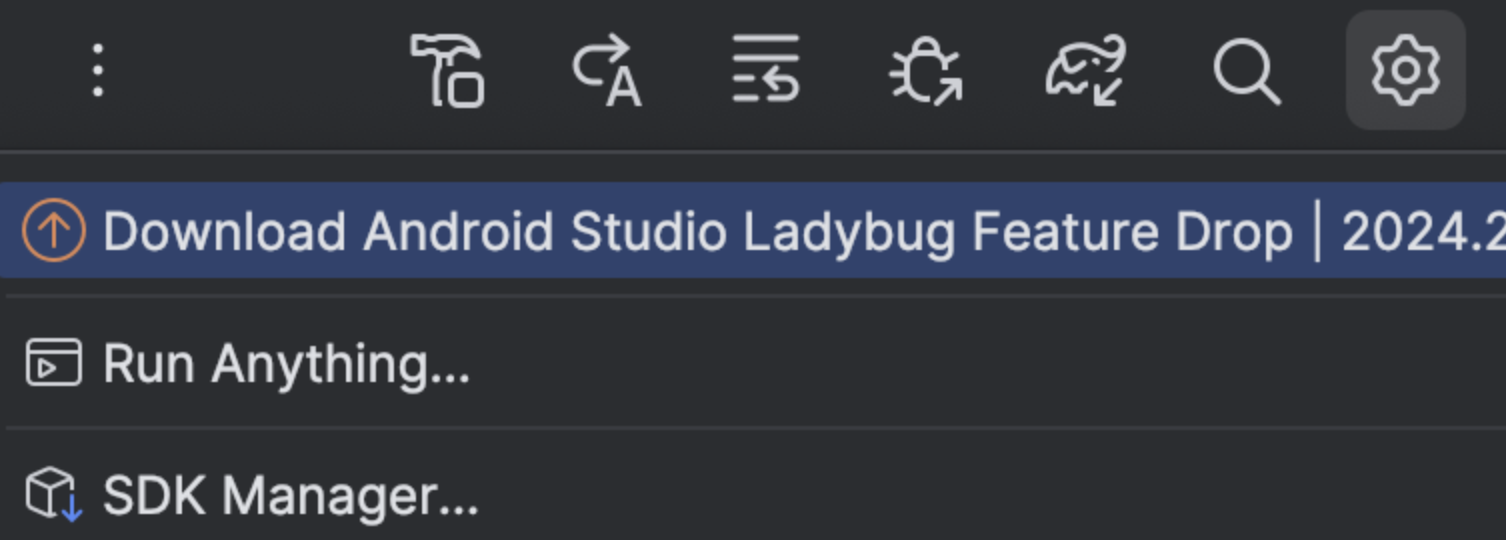 Download Android Studio Ladybug Feature Drop | 2024.2
Run Anything...
SDK Manager...